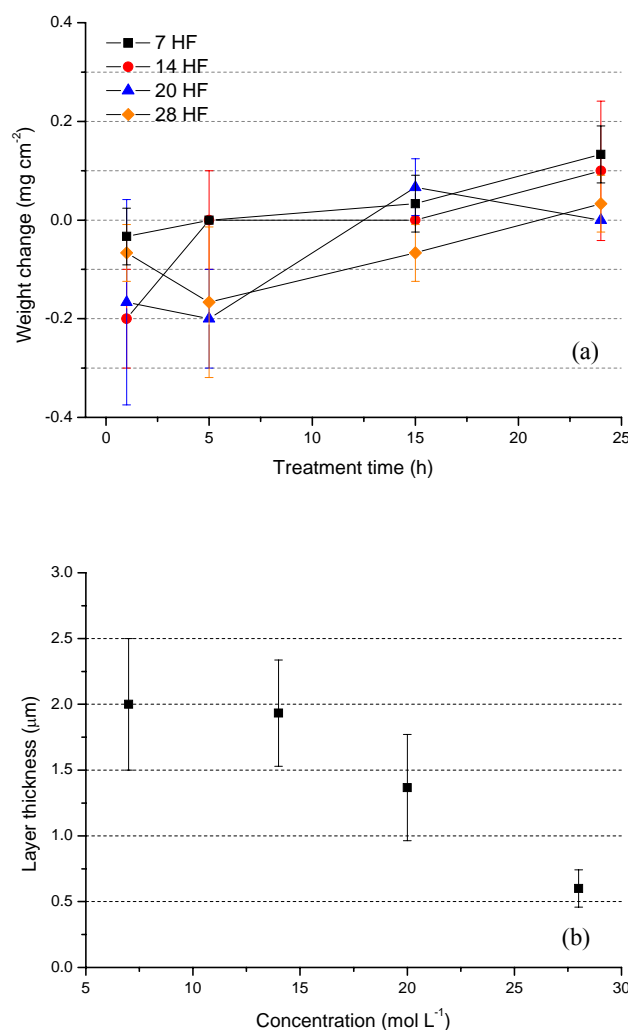 7 HF
14 HF
20 HF
28 HF
0.4
0.2
0.0
-0.2
-0.4
Weight change (mg cm⁻²)
(a)
0 5 10 15 20 25
Treatment time (h)
3.0
2.5
2.0
1.5
1.0
0.5
0.0
Layer thickness (μm)
(b)
5 10 15 20 25 30
Concentration (mol L⁻¹)